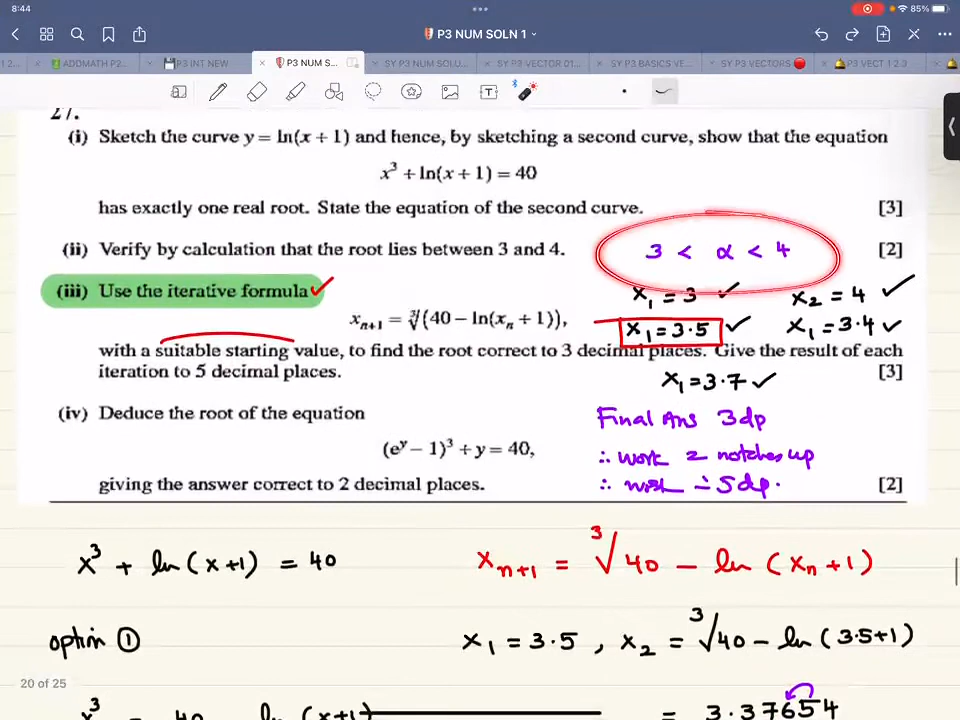 8:44
85%
P3 NUM SOLN 1
1 2...
ADOMATH P2...
P3 INT NEW
P3 NUM S...
SY P3 NUM SOLU...
SY P3 VECTOR 01...
SY P3 BASICS VE...
SY P3 VECTORS
P3 VECT 1 2 3
27.
(i) Sketch the curve y = ln(x + 1) and hence, by sketching a second curve, show that the equation
x³ + ln(x + 1) = 40
has exactly one real root. State the equation of the second curve. [3]
(ii) Verify by calculation that the root lies between 3 and 4. [2]
3 < α < 4
(iii) Use the iterative formula
x₁ = 3 ✓ x₂ = 4 ✓
xₙ₊₁ = ∛(40 − ln(xₙ + 1)),
x₁ = 3.5 ✓ x₁ = 3.4 ✓
with a suitable starting value, to find the root correct to 3 decimal places. Give the result of each
iteration to 5 decimal places. [3]
x₁ = 3.7 ✓
(iv) Deduce the root of the equation
Final Ans 3dp
(eʸ − 1)³ + y = 40,
∴ work 2 notches up
giving the answer correct to 2 decimal places. [2]
∴ work = 5dp.
x³ + ln(x+1) = 40
xₙ₊₁ = ∛40 − ln(xₙ+1)
option ①
x₁ = 3.5 , x₂ = ∛40 − ln(3.5+1)
20 of 25
x³ = 40 ln(x+1)
= 3.37654